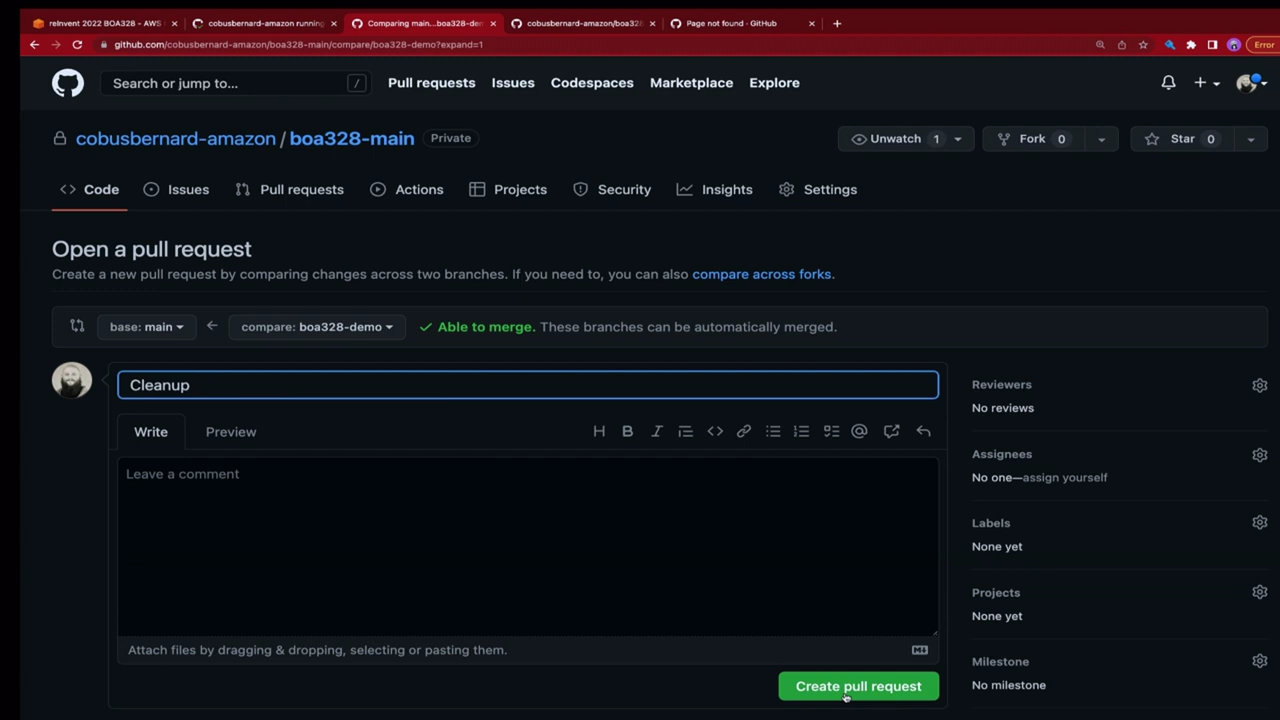 reInvent 2022 BOA328 - AWS
cobusbernard-amazon running
Comparing main...boa328-dem
cobusbernard-amazon/boa328
Page not found · GitHub
github.com/cobusbernard-amazon/boa328-main/compare/boa328-demo?expand=1
Error
Search or jump to...
/
Pull requests
Issues
Codespaces
Marketplace
Explore
cobusbernard-amazon / boa328-main
Private
Unwatch 1
Fork 0
Star 0
Code
Issues
Pull requests
Actions
Projects
Security
Insights
Settings
Open a pull request
Create a new pull request by comparing changes across two branches. If you need to, you can also compare across forks.
base: main
compare: boa328-demo
Able to merge. These branches can be automatically merged.
Cleanup
Write
Preview
Leave a comment
Attach files by dragging & dropping, selecting or pasting them.
Create pull request
Reviewers
No reviews
Assignees
No one—assign yourself
Labels
None yet
Projects
None yet
Milestone
No milestone